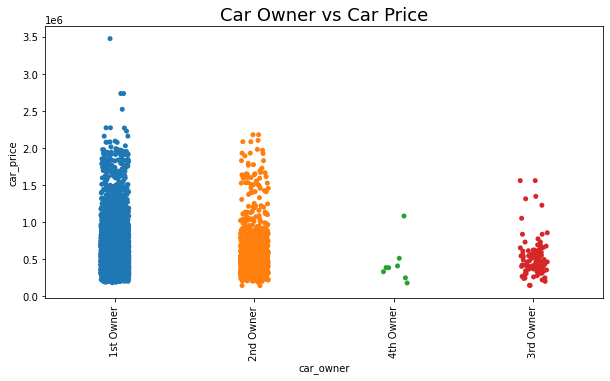 Car Owner vs Car Price
1e6
3.5
3.0
2.5
2.0
1.5
1.0
0.5
0.0
car_price
1st Owner
2nd Owner
4th Owner
3rd Owner
car_owner